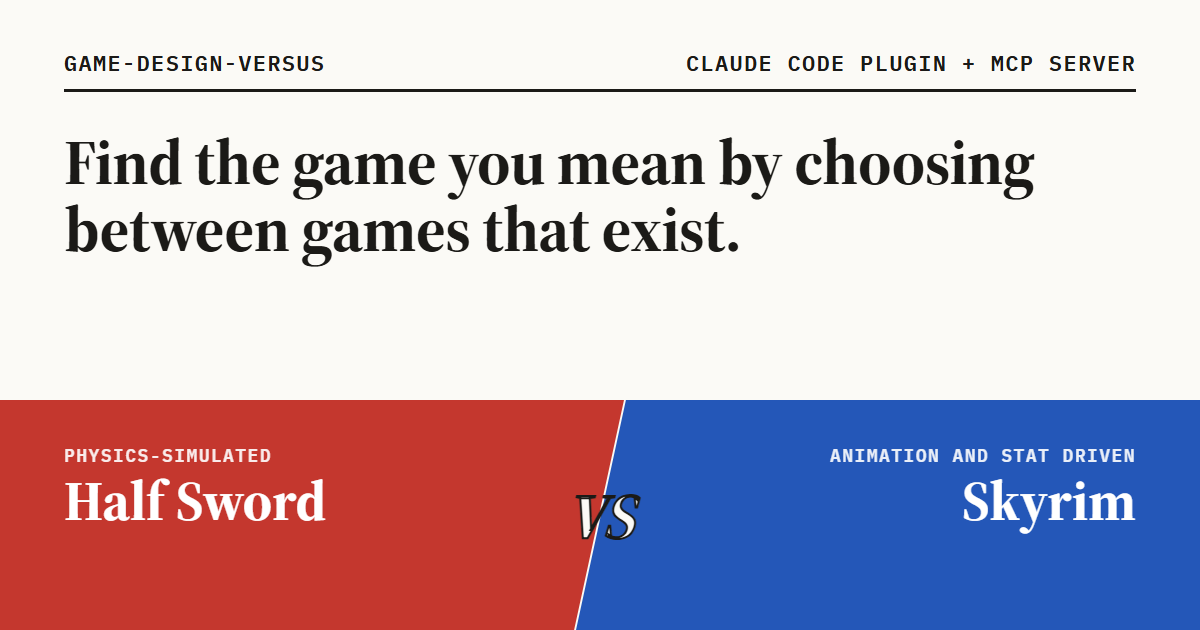 GAME-DESIGN-VERSUS
CLAUDE CODE PLUGIN + MCP SERVER
Find the game you mean by choosing
between games that exist.
PHYSICS-SIMULATED
Half Sword
VS
ANIMATION AND STAT DRIVEN
Skyrim